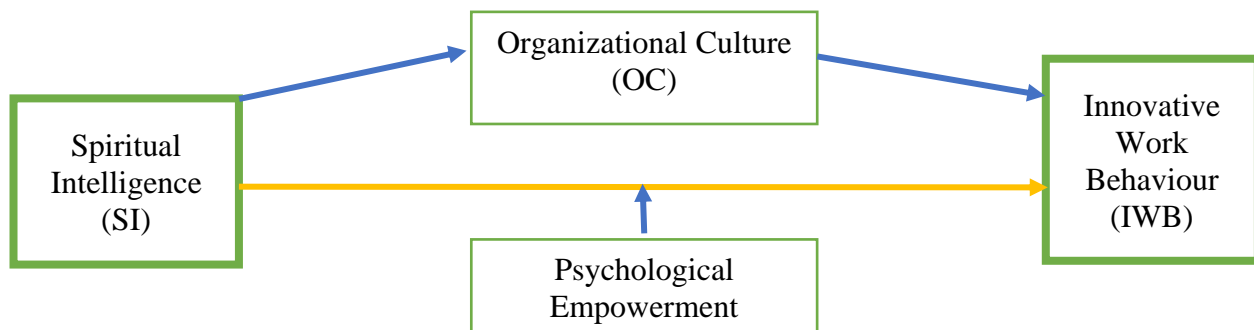 Organizational Culture
(OC)
Spiritual
Intelligence
(SI)
Innovative
Work
Behaviour
(IWB)
Psychological
Empowerment